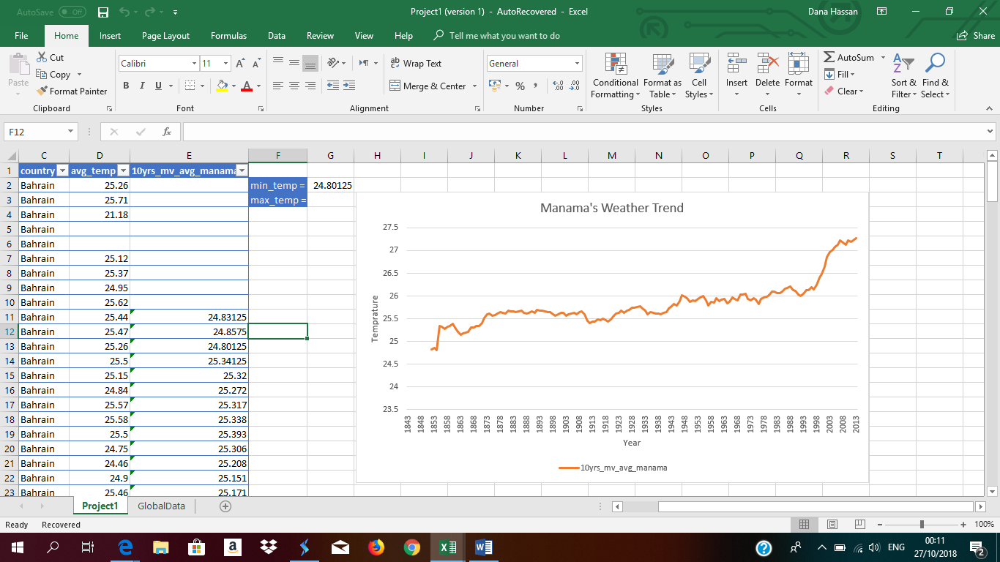 AutoSave Off
Project1 (version 1) - AutoRecovered - Excel
Dana Hassan
File Home Insert Page Layout Formulas Data Review View Help Tell me what you want to do Share
Paste
Cut
Copy
Format Painter
Clipboard
Calibri 11
B I U A
Font
Wrap Text
Merge & Center
Alignment
General
% , .00
Number
Conditional Formatting
Format as Table
Cell Styles
Styles
Insert Delete Format
Cells
AutoSum
Fill
Clear
Sort & Filter
Find & Select
Editing
F12 fx
C D E F G H I J K L M N O P Q R S T
1 country avg_temp 10yrs_mv_avg_manama
2 Bahrain 25.26 min_temp = 24.80125
3 Bahrain 25.71 max_temp =
4 Bahrain 21.18
5 Bahrain
6 Bahrain
7 Bahrain 25.12
8 Bahrain 25.37
9 Bahrain 24.95
10 Bahrain 25.62
11 Bahrain 25.44 24.83125
12 Bahrain 25.47 24.8575
13 Bahrain 25.26 24.80125
14 Bahrain 25.5 25.34125
15 Bahrain 25.15 25.32
16 Bahrain 24.84 25.272
17 Bahrain 25.57 25.317
18 Bahrain 25.58 25.338
19 Bahrain 25.5 25.393
20 Bahrain 24.75 25.306
21 Bahrain 24.46 25.208
22 Bahrain 24.9 25.151
23 Bahrain 25.46 25.171
Manama's Weather Trend
27.5
27
26.5
26
25.5
25
24.5
24
23.5
Temprature
1843 1848 1853 1858 1863 1868 1873 1878 1883 1888 1893 1898 1903 1908 1913 1918 1923 1928 1933 1938 1943 1948 1953 1958 1963 1968 1973 1978 1983 1988 1993 1998 2003 2008 2013
Year
10yrs_mv_avg_manama
Project1 GlobalData
Ready Recovered 100%
ENG
00:11
27/10/2018
2